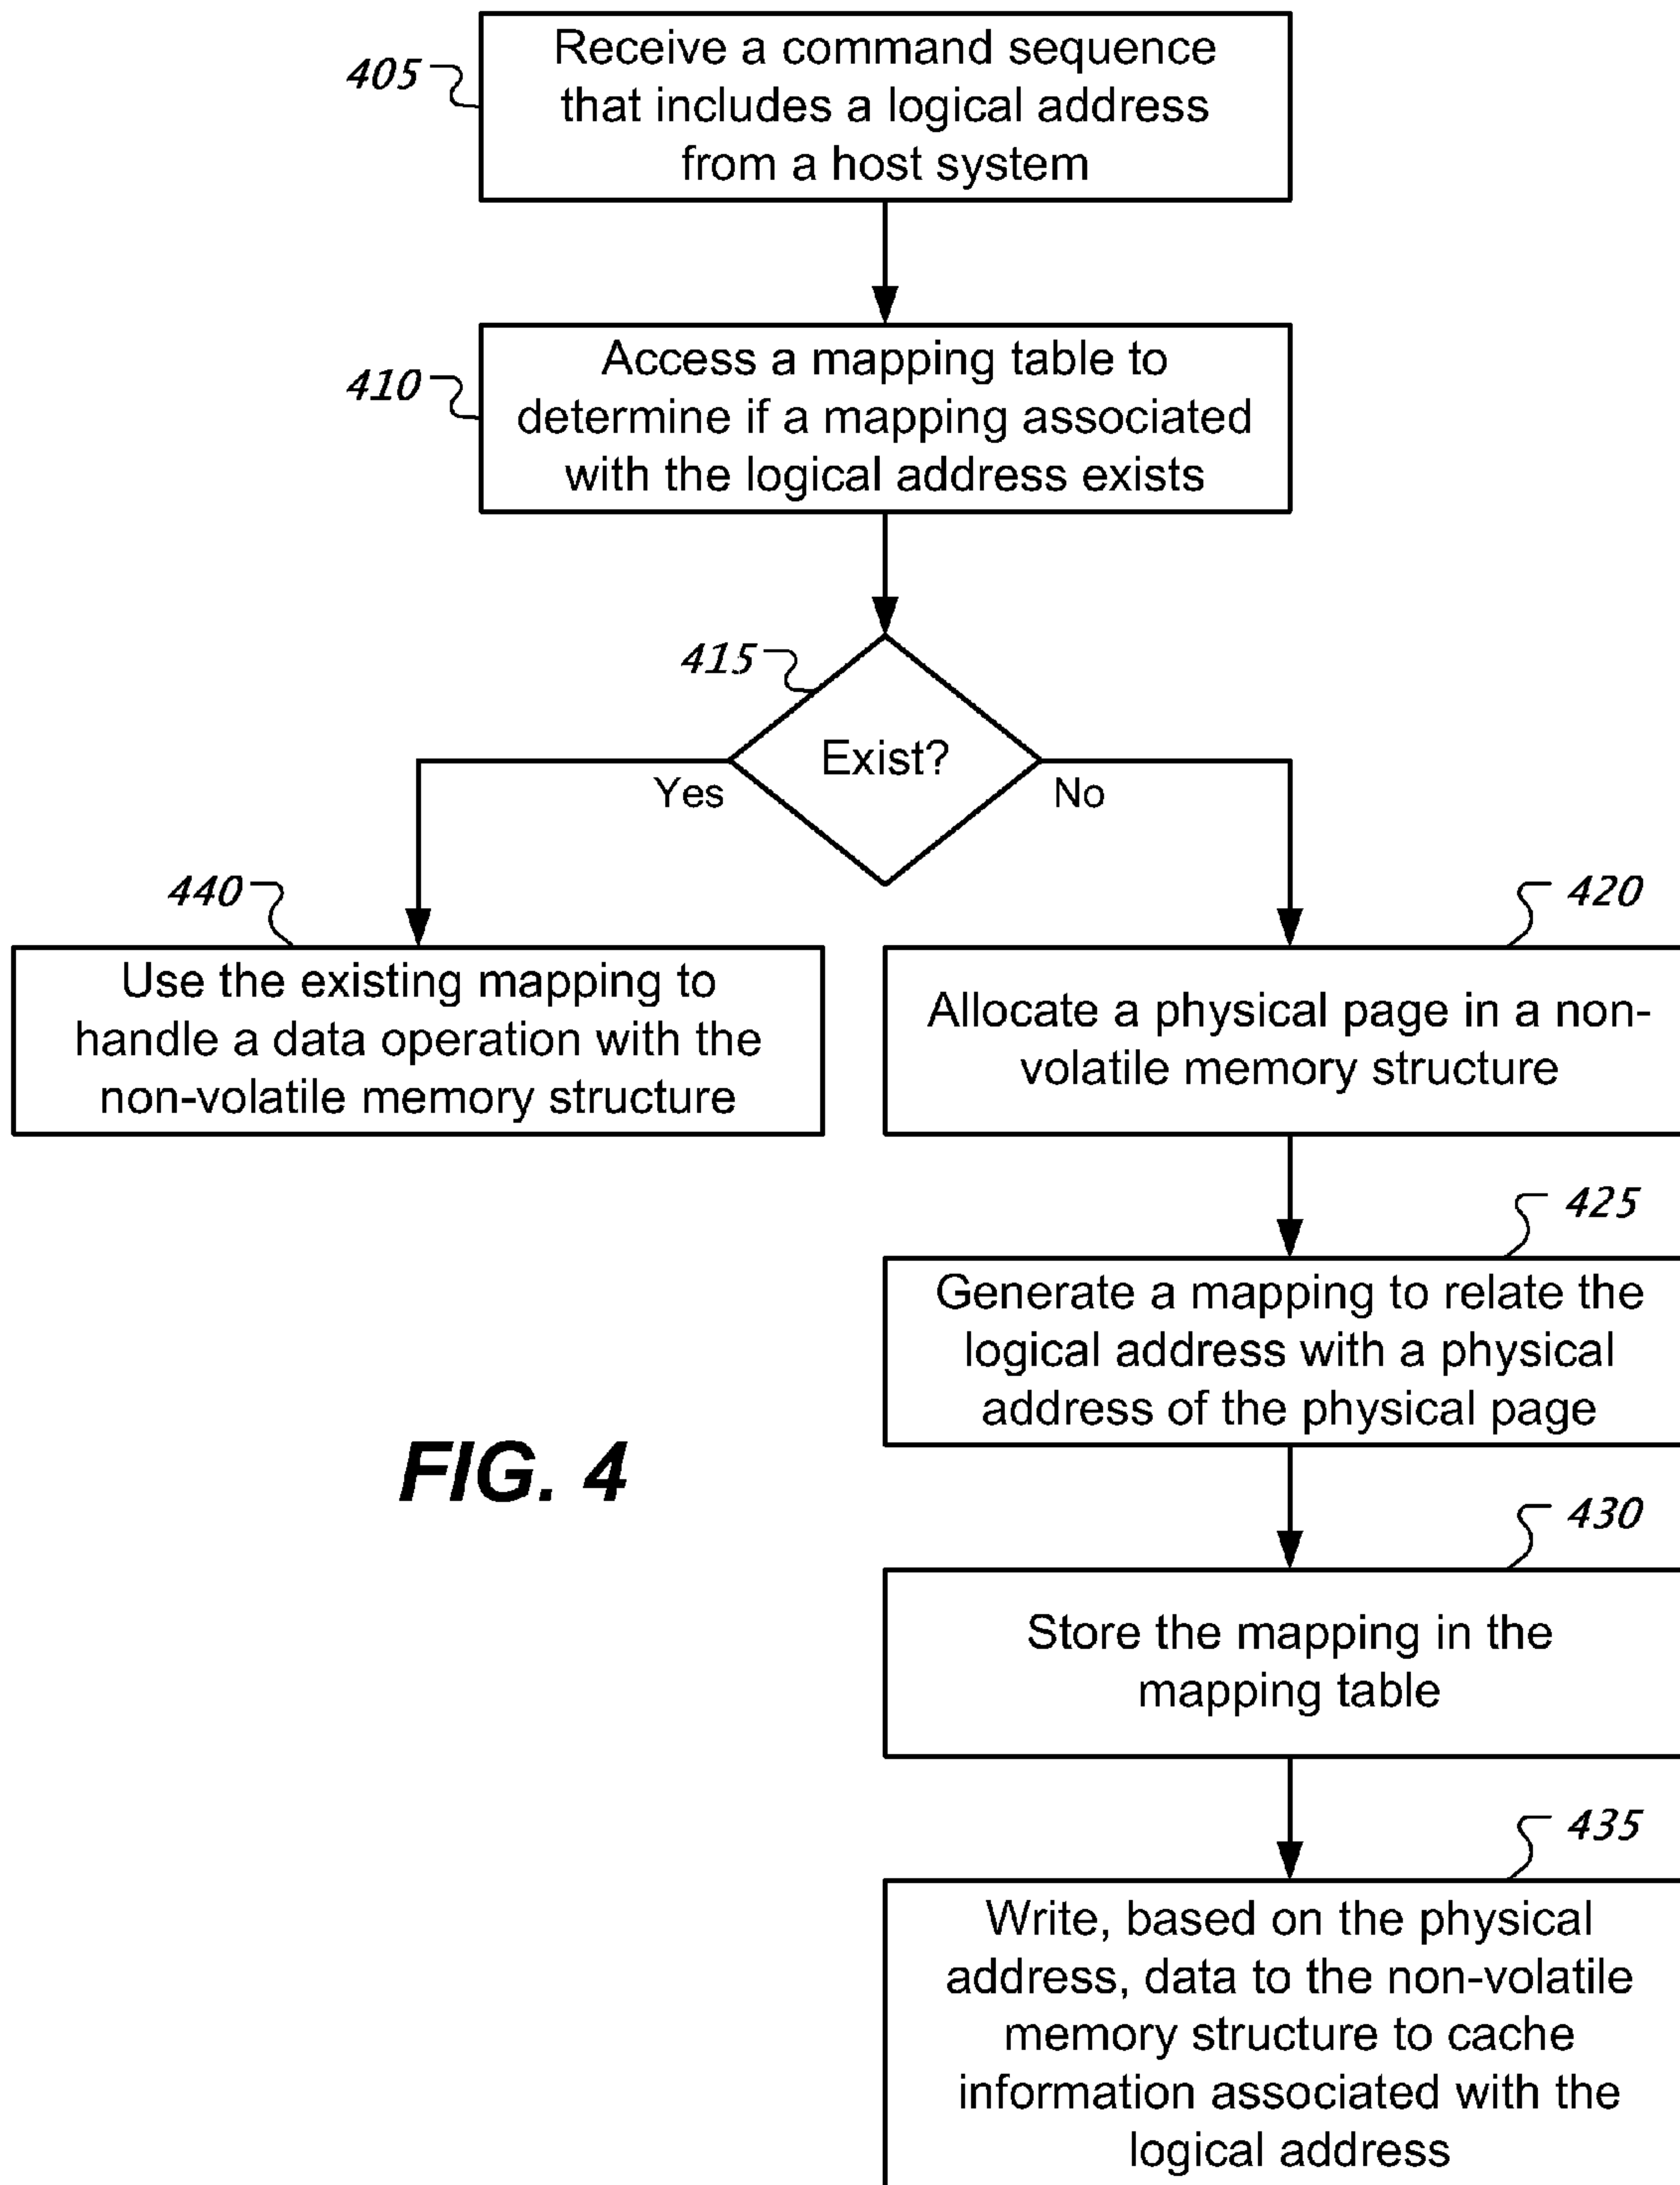 405
Receive a command sequence
that includes a logical address
from a host system
410
Access a mapping table to
determine if a mapping associated
with the logical address exists
415
Exist?
Yes
No
440
Use the existing mapping to
handle a data operation with the
non-volatile memory structure
420
Allocate a physical page in a non-
volatile memory structure
425
Generate a mapping to relate the
logical address with a physical
address of the physical page
FIG. 4
430
Store the mapping in the
mapping table
435
Write, based on the physical
address, data to the non-volatile
memory structure to cache
information associated with the
logical address